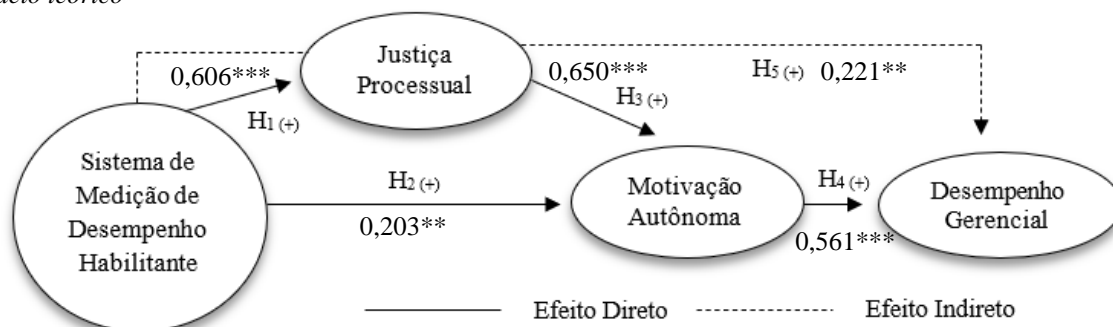 Justiça
Processual
0,606***
H1 (+)
0,650***
H3 (+)
H5 (+) 0,221**
Sistema de
Medição de
Desempenho
Habilitante
H2 (+)
0,203**
Motivação
Autônoma
H4 (+)
0,561***
Desempenho
Gerencial
Efeito Direto
Efeito Indireto